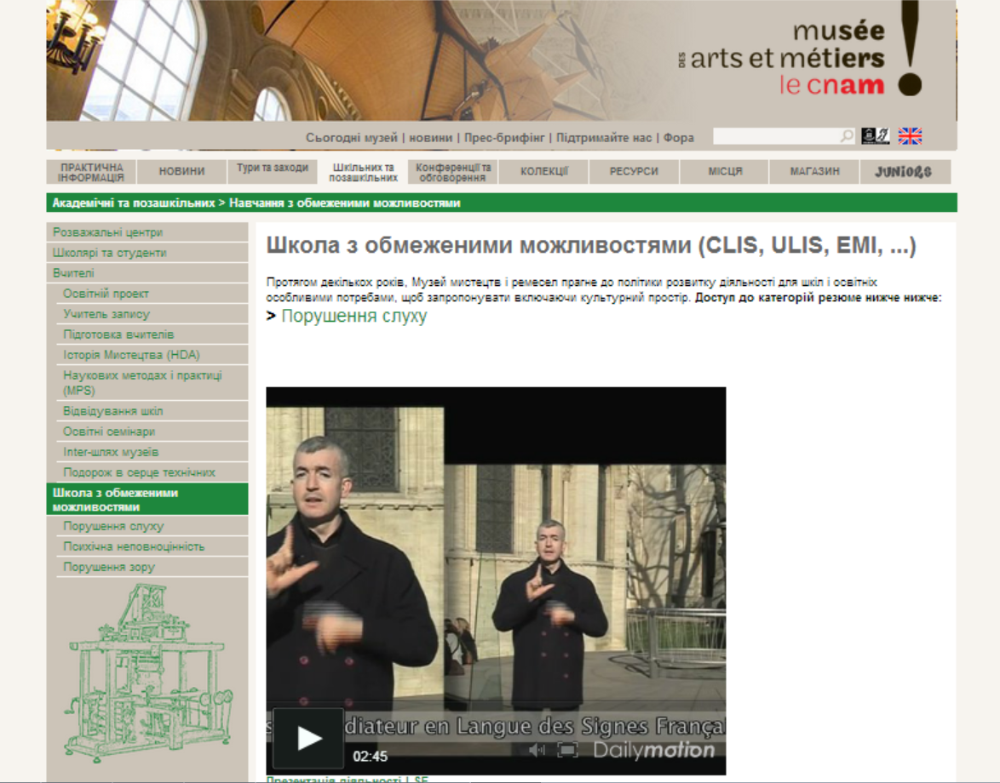 musée
DES arts et métiers
le cnam
Сьогодні музей | новини | Прес-брифінг | Підтримайте нас | Фора
ПРАКТИЧНА ІНФОРМАЦІЯ
НОВИНИ
Тури та заходи
Шкільних та позашкільних
Конференції та обговорення
КОЛЕКЦІЇ
РЕСУРСИ
МІСЦЯ
МАГАЗИН
JUNIORS
Академічні та позашкільних > Навчання з обмеженими можливостями
Розважальні центри
Школярі та студенти
Вчителі
Освітній проект
Учитель запису
Підготовка вчителів
Історія Мистецтва (HDA)
Наукових методах і практиці
(MPS)
Відвідування шкіл
Освітні семінари
Inter-шлях музеїв
Подорож в серце технічних
Школа з обмеженими
можливостями
Порушення слуху
Психічна неповноцінність
Порушення зору
Школа з обмеженими можливостями (CLIS, ULIS, EMI, ...)
Протягом декількох років, Музей мистецтв і ремесел прагне до політики розвитку діяльності для шкіл і освітніх
особливими потребами, щоб запропонувати включаючи культурний простір. Доступ до категорій резюме нижче нижче:
> Порушення слуху
diateur en Langue des Signes Françai
02:45
Dailymotion
Презентація діяльності LSF